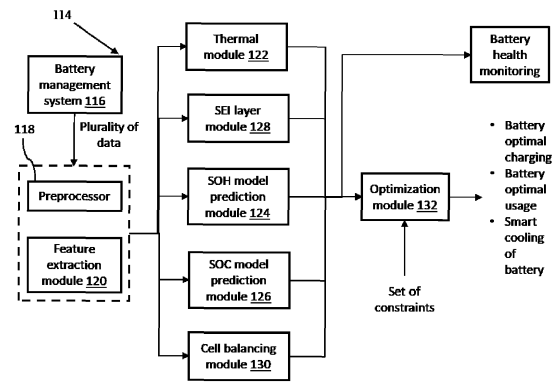 114
Battery
management
system 116
118
Plurality of
data
Preprocessor
Feature
extraction
module 120
Thermal
module 122
SEI layer
module 128
SOH model
prediction
module 124
SOC model
prediction
module 126
Cell balancing
module 130
Optimization
module 132
Set of
constraints
Battery
health
monitoring
• Battery
optimal
charging
• Battery
optimal
usage
• Smart
cooling
of
battery